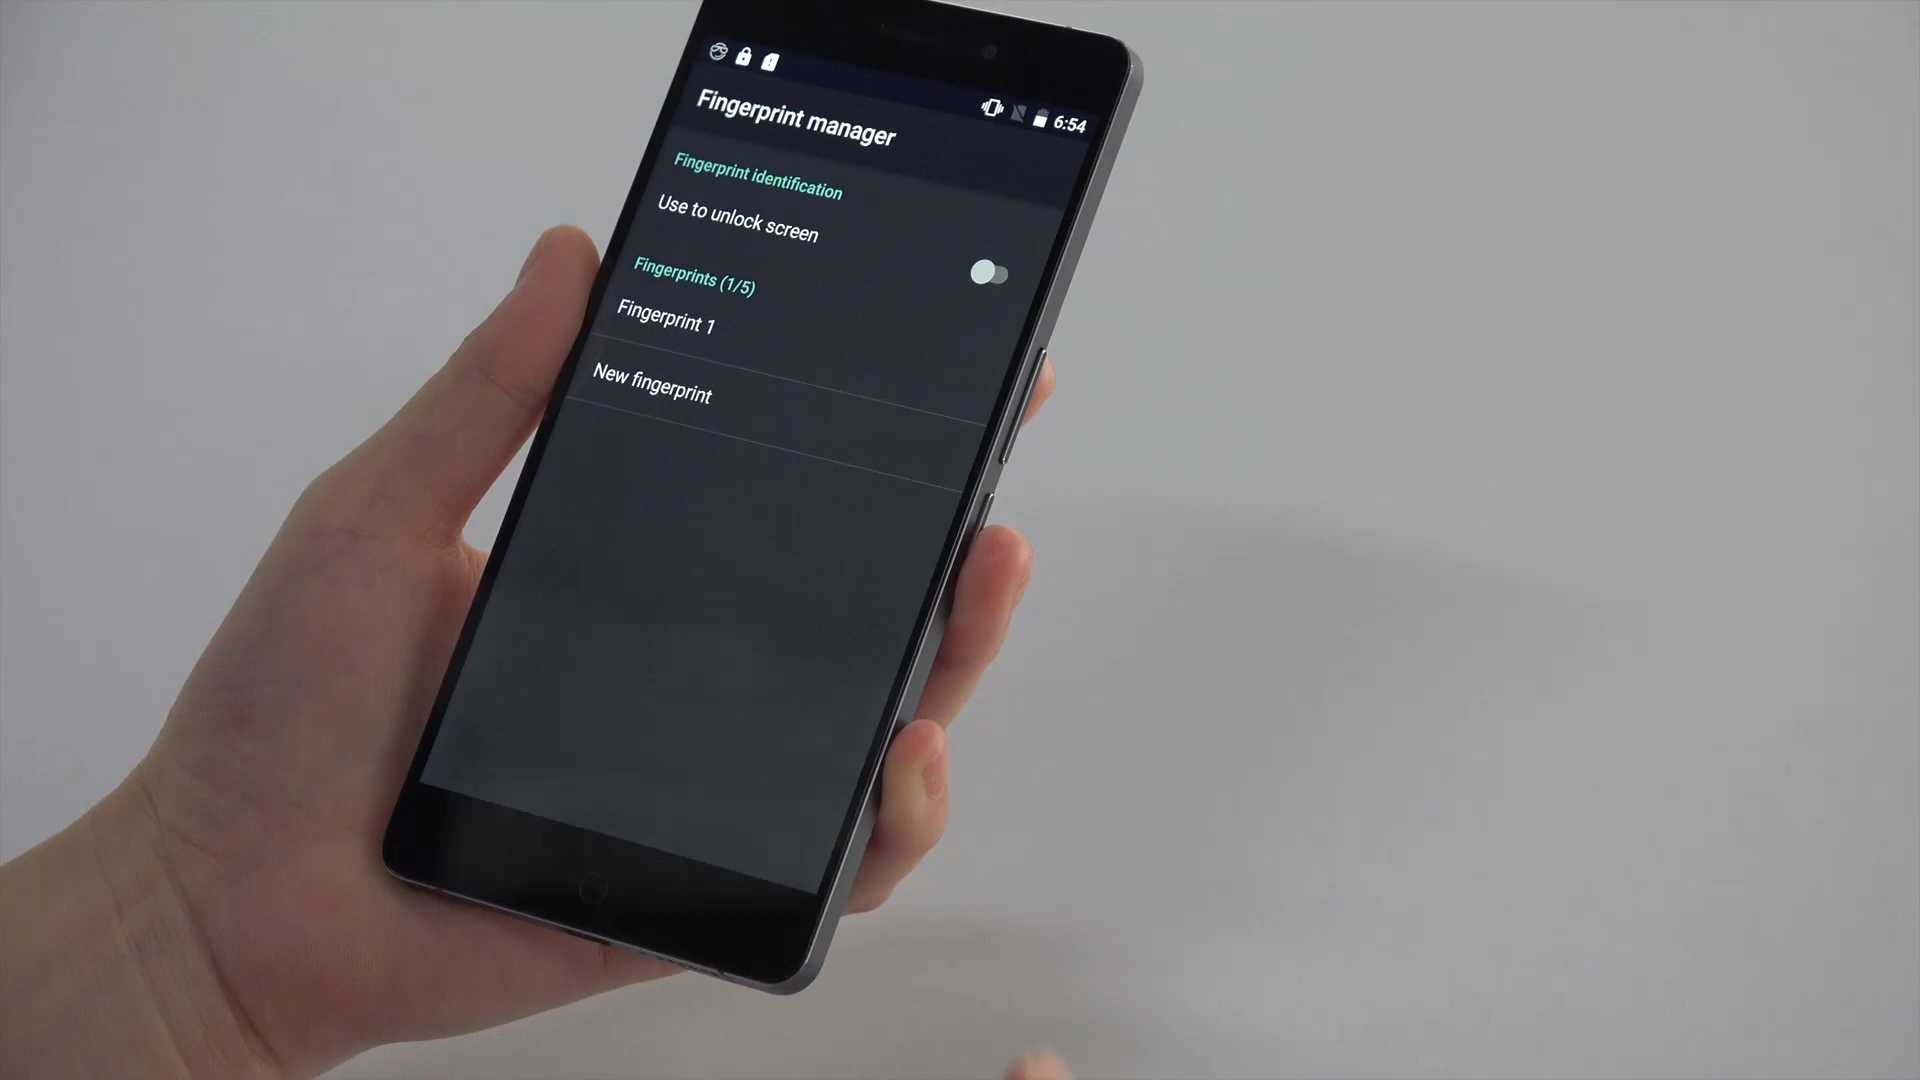 6:54
Fingerprint manager
Fingerprint identification
Use to unlock screen
Fingerprints (1/5)
Fingerprint 1
New fingerprint